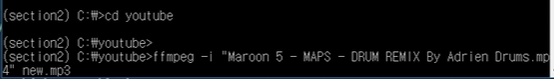 (section2) C:₩>cd youtube
(section2) C:₩youtube>
(section2) C:₩youtube>ffmpeg -i "Maroon 5 - MAPS - DRUM REMIX By Adrien Drums.mp
4" new.mp3